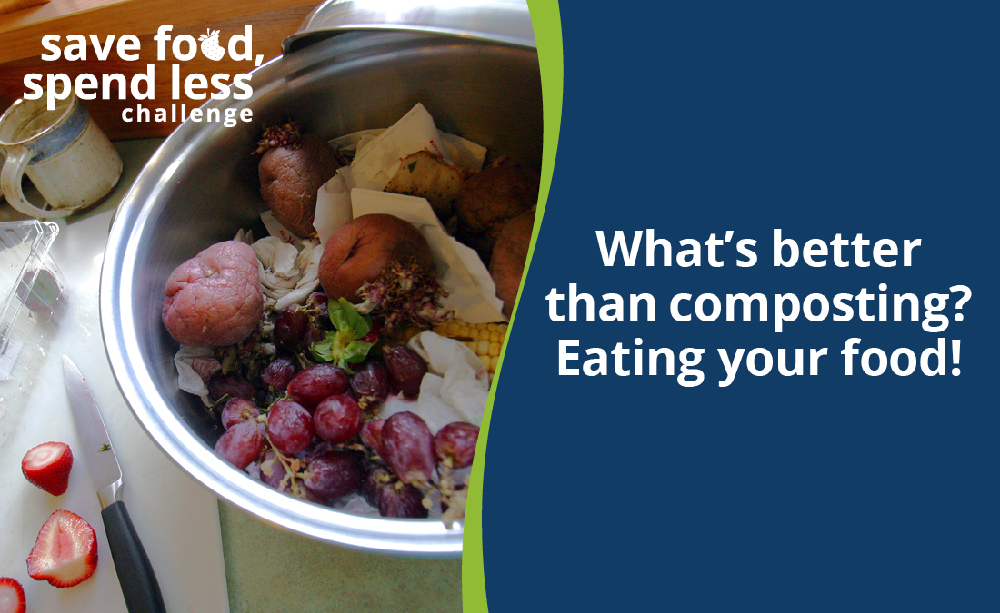 save food,
spend less
challenge
What’s better
than composting?
Eating your food!